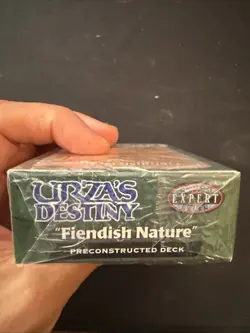 URZA'S
DESTINY
EXPERT
"Fiendish Nature"
PRECONSTRUCTED DECK